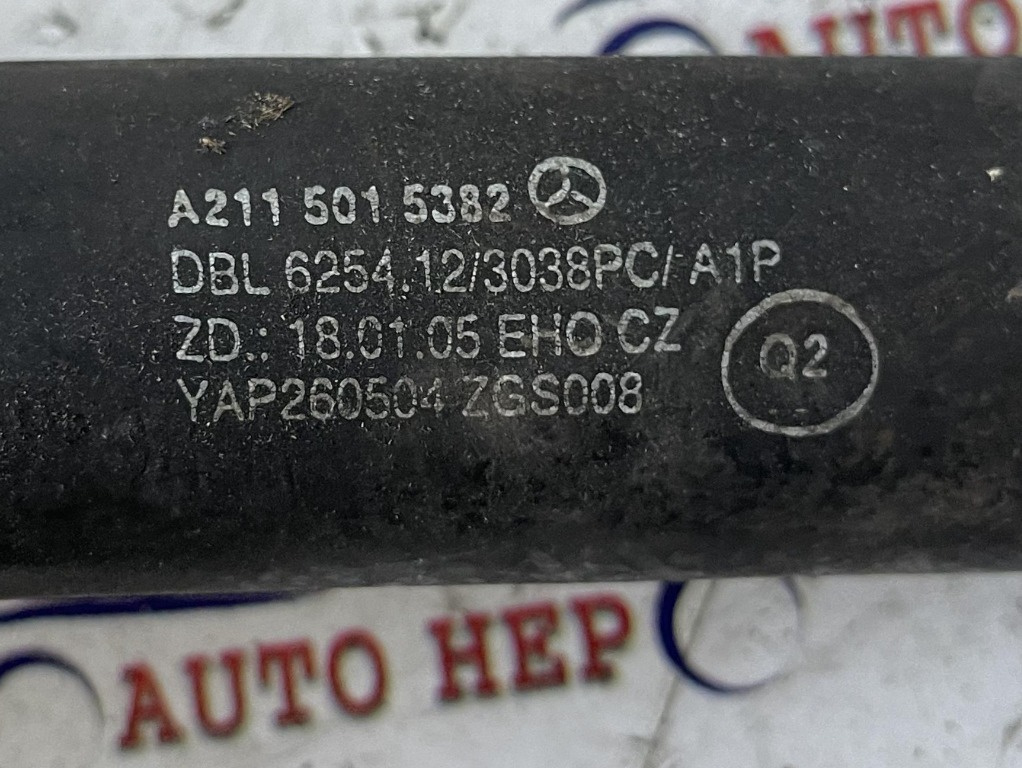 AUTO
A211 501 5382
DBL 6254.12/3038PC/ A1P
ZD.: 18.01.05 EHO CZ
YAP260504 ZGS008
Q2
AUTO HEP